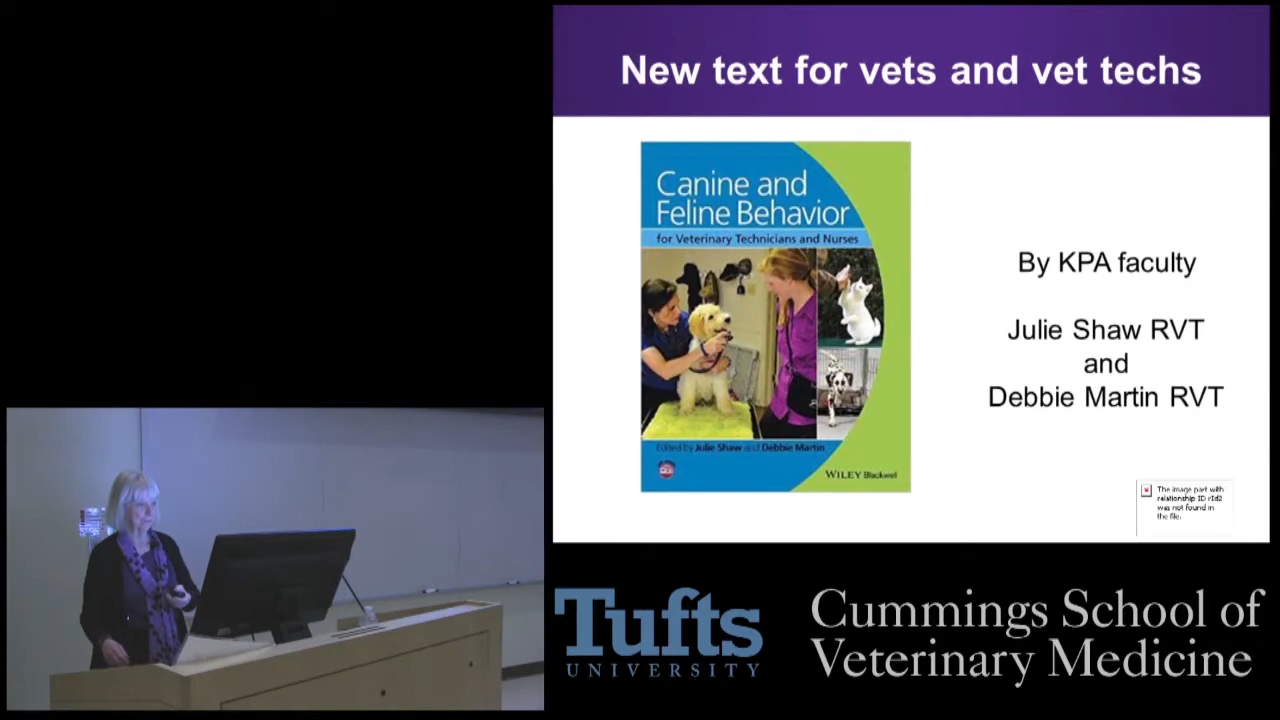 New text for vets and vet techs
Canine and
Feline Behavior
for Veterinary Technicians and Nurses
Edited by Julie Shaw and Debbie Martin
WILEY Blackwell
By KPA faculty
Julie Shaw RVT
and
Debbie Martin RVT
The image part with
relationship ID rId2
was not found in
the file.
Tufts
UNIVERSITY
Cummings School of
Veterinary Medicine